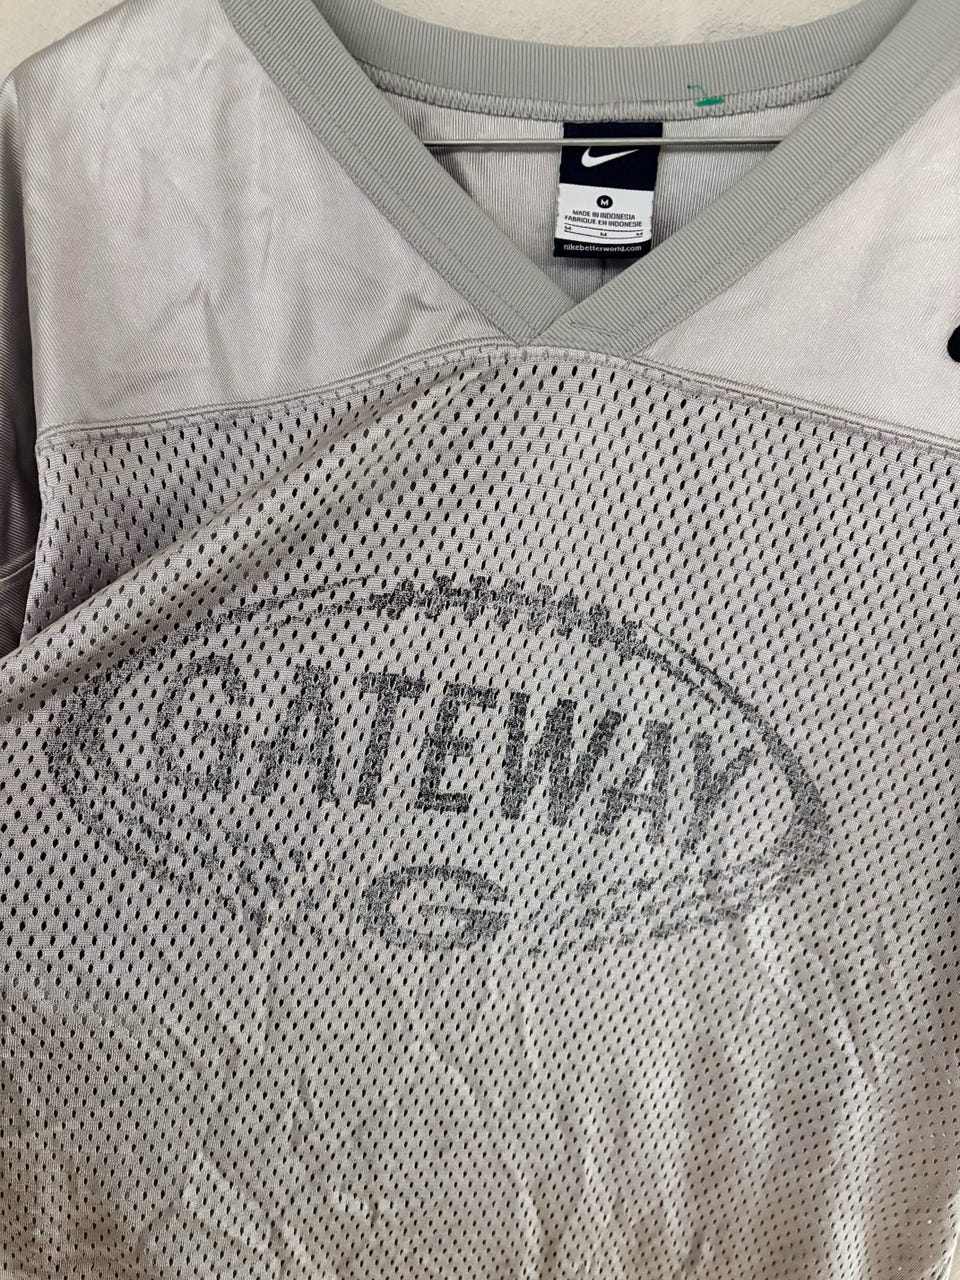 M
MADE IN INDONESIA
FABRIQUÉ EN INDONÉSIE
M M M
nikebetterworld.com
GATEWAY
G